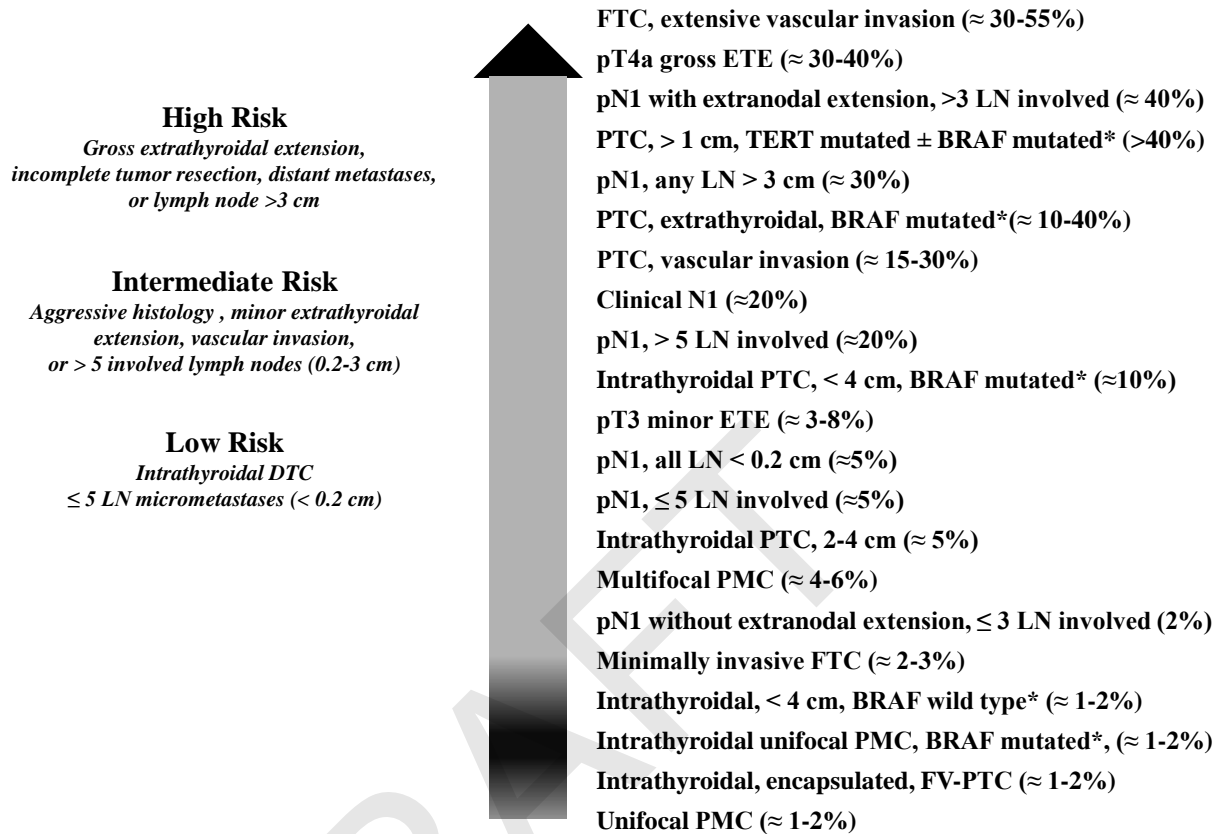 High Risk
Gross extrathyroidal extension,
incomplete tumor resection, distant metastases,
or lymph node >3 cm
Intermediate Risk
Aggressive histology , minor extrathyroidal
extension, vascular invasion,
or > 5 involved lymph nodes (0.2-3 cm)
Low Risk
Intrathyroidal DTC
≤ 5 LN micrometastases (< 0.2 cm)
FTC, extensive vascular invasion (≈ 30-55%)
pT4a gross ETE (≈ 30-40%)
pN1 with extranodal extension, >3 LN involved (≈ 40%)
PTC, > 1 cm, TERT mutated ± BRAF mutated* (>40%)
pN1, any LN > 3 cm (≈ 30%)
PTC, extrathyroidal, BRAF mutated*(≈ 10-40%)
PTC, vascular invasion (≈ 15-30%)
Clinical N1 (≈20%)
pN1, > 5 LN involved (≈20%)
Intrathyroidal PTC, < 4 cm, BRAF mutated* (≈10%)
pT3 minor ETE (≈ 3-8%)
pN1, all LN < 0.2 cm (≈5%)
pN1, ≤ 5 LN involved (≈5%)
Intrathyroidal PTC, 2-4 cm (≈ 5%)
Multifocal PMC (≈ 4-6%)
pN1 without extranodal extension, ≤ 3 LN involved (2%)
Minimally invasive FTC (≈ 2-3%)
Intrathyroidal, < 4 cm, BRAF wild type* (≈ 1-2%)
Intrathyroidal unifocal PMC, BRAF mutated*, (≈ 1-2%)
Intrathyroidal, encapsulated, FV-PTC (≈ 1-2%)
Unifocal PMC (≈ 1-2%)
DRAFT